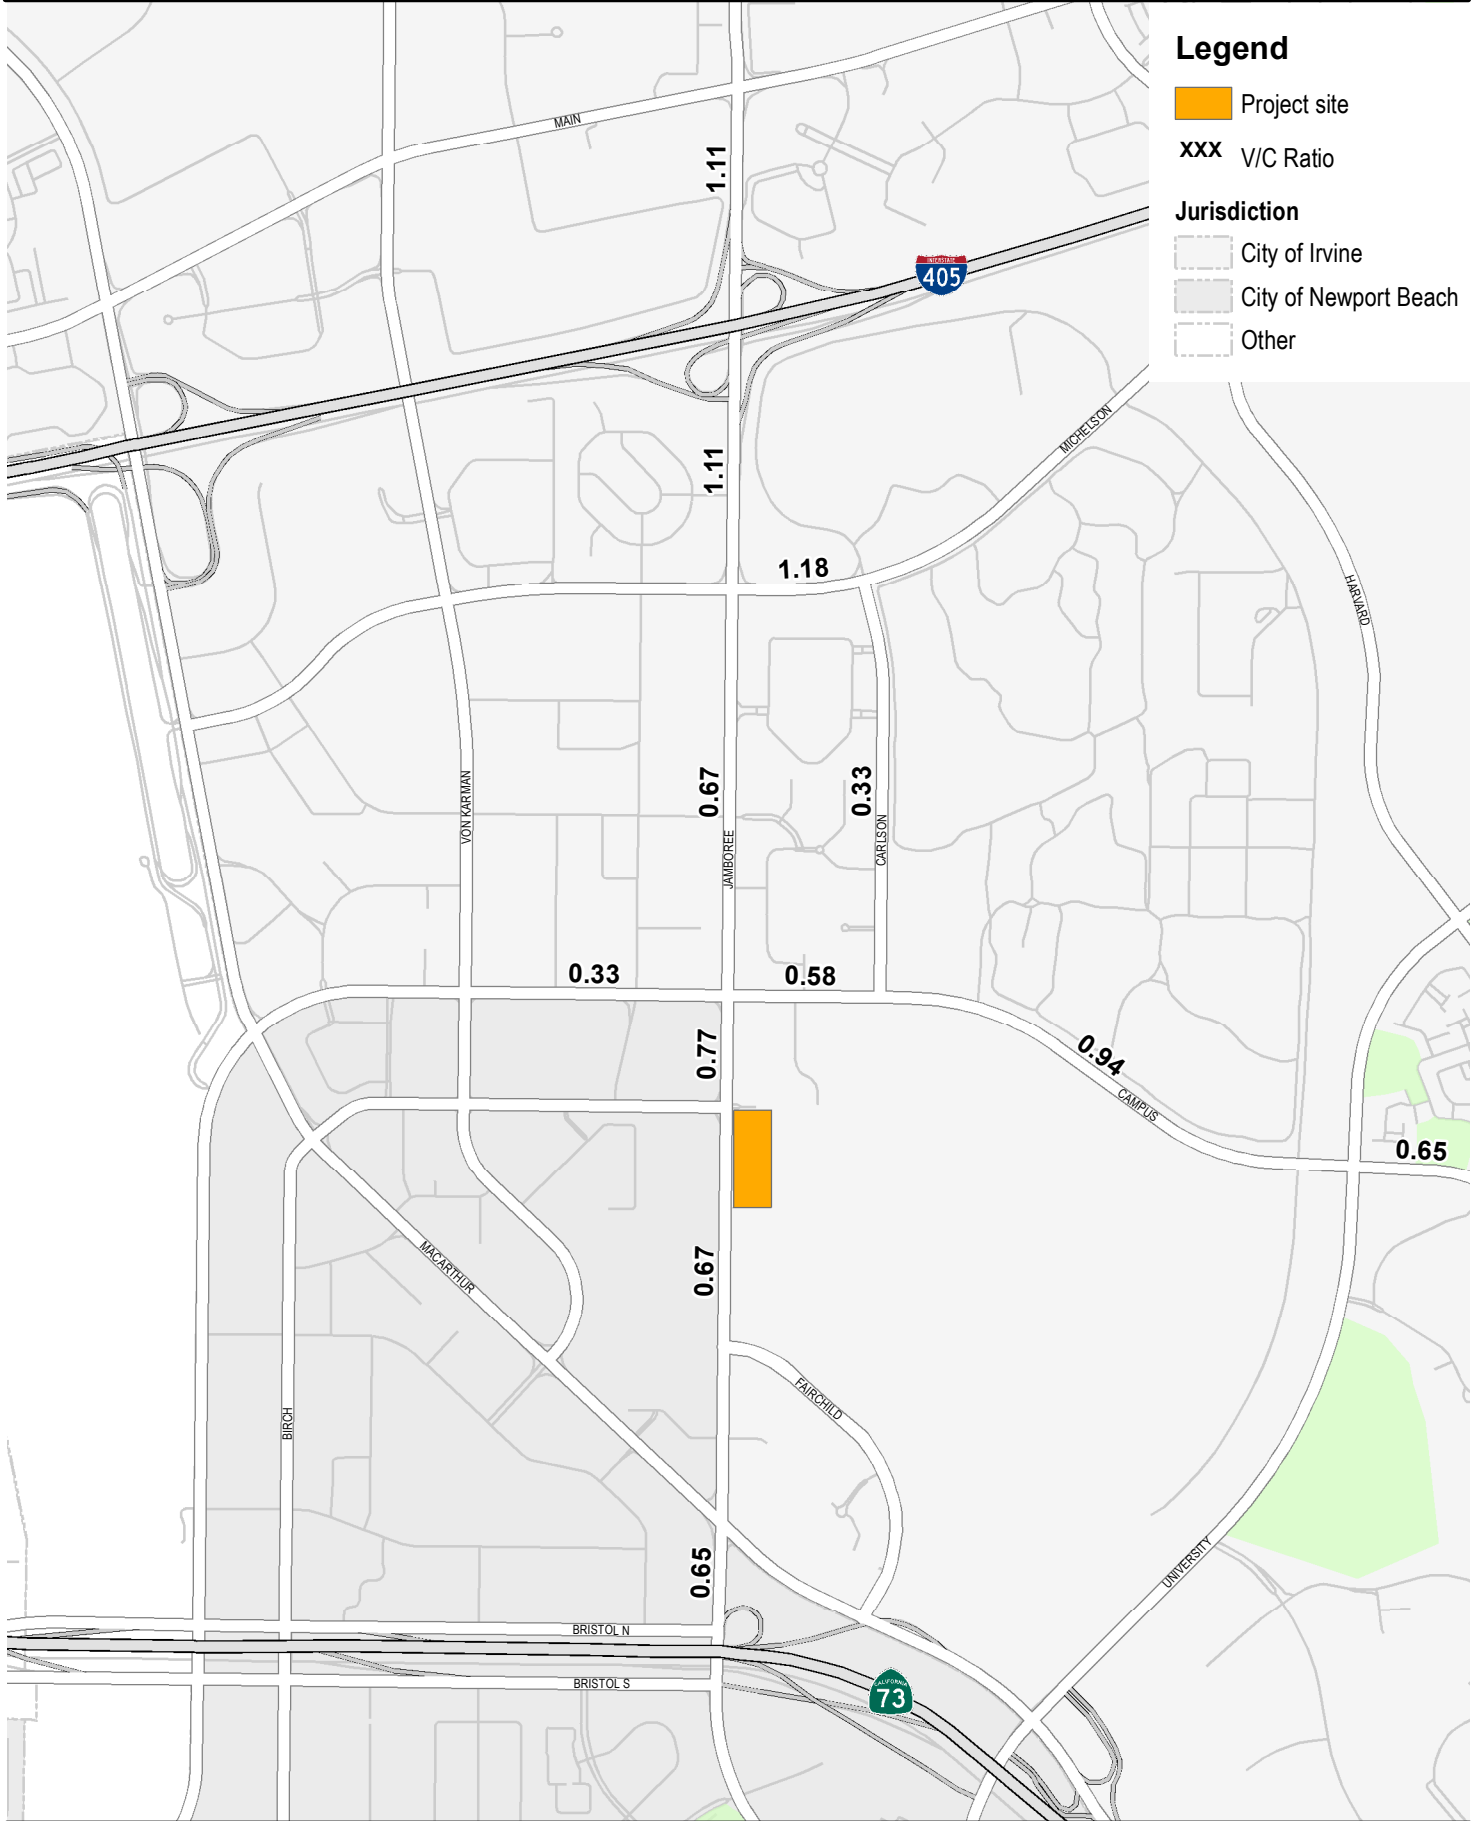 Legend
Project site
XXX V/C Ratio
Jurisdiction
City of Irvine
City of Newport Beach
Other
MAIN
1.11
INTERSTATE
405
MICHELSON
1.11
1.18
HARVARD
VON KARMAN
0.67
JAMBOREE
0.33
CARLSON
0.33
0.58
0.77
0.94
CAMPUS
0.65
MACARTHUR
0.67
FAIRCHILD
BIRCH
0.65
UNIVERSITY
BRISTOL N
BRISTOL S
CALIFORNIA
73